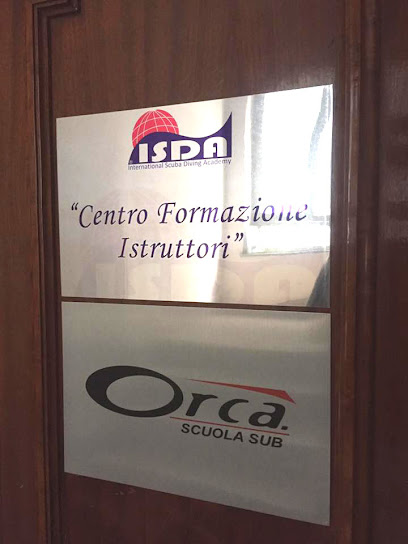 ISDA
International Scuba Diving Academy
“Centro Formazione
Istruttori”
Orca.
SCUOLA SUB